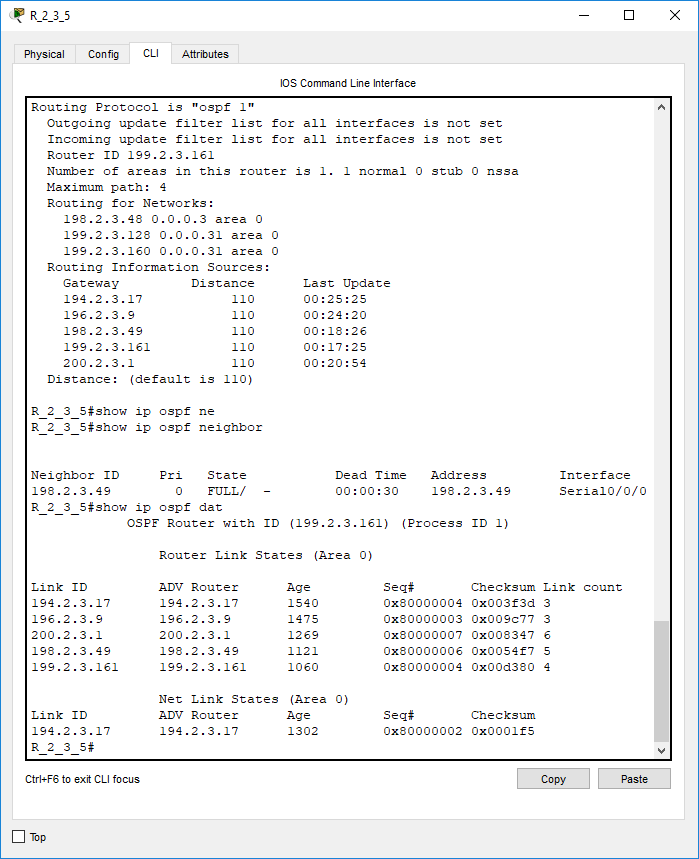 R_2_3_5
Physical Config CLI Attributes
IOS Command Line Interface
Routing Protocol is "ospf 1"
  Outgoing update filter list for all interfaces is not set
  Incoming update filter list for all interfaces is not set
  Router ID 199.2.3.161
  Number of areas in this router is 1. 1 normal 0 stub 0 nssa
  Maximum path: 4
  Routing for Networks:
    198.2.3.48 0.0.0.3 area 0
    199.2.3.128 0.0.0.31 area 0
    199.2.3.160 0.0.0.31 area 0
  Routing Information Sources:
    Gateway         Distance      Last Update
    194.2.3.17           110      00:25:25
    196.2.3.9            110      00:24:20
    198.2.3.49           110      00:18:26
    199.2.3.161          110      00:17:25
    200.2.3.1            110      00:20:54
  Distance: (default is 110)
R_2_3_5#show ip ospf ne
R_2_3_5#show ip ospf neighbor
Neighbor ID     Pri   State           Dead Time   Address         Interface
198.2.3.49        0   FULL/  -        00:00:30    198.2.3.49      Serial0/0/0
R_2_3_5#show ip ospf dat
            OSPF Router with ID (199.2.3.161) (Process ID 1)
                Router Link States (Area 0)
Link ID         ADV Router      Age         Seq#       Checksum Link count
194.2.3.17      194.2.3.17      1540        0x80000004 0x003f3d 3
196.2.3.9       196.2.3.9       1475        0x80000003 0x009c77 3
200.2.3.1       200.2.3.1       1269        0x80000007 0x008347 6
198.2.3.49      198.2.3.49      1121        0x80000006 0x0054f7 5
199.2.3.161     199.2.3.161     1060        0x80000004 0x00d380 4
                Net Link States (Area 0)
Link ID         ADV Router      Age         Seq#       Checksum
194.2.3.17      194.2.3.17      1302        0x80000002 0x0001f5
R_2_3_5#
Ctrl+F6 to exit CLI focus Copy Paste
Top